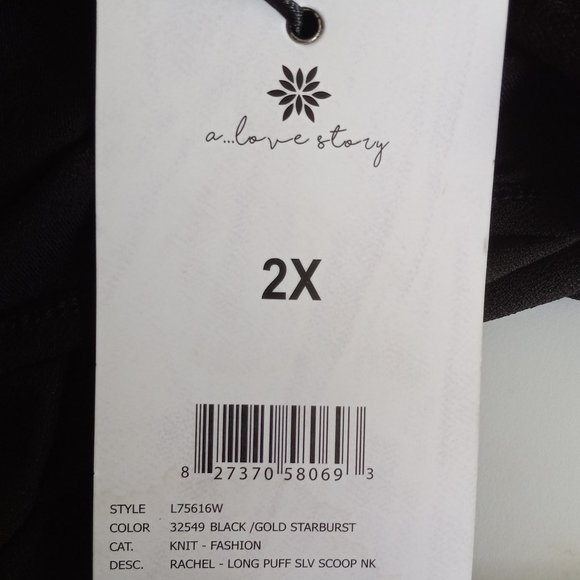 a...love story
2X
8 27370 58069 3
STYLE L75616W
COLOR 32549 BLACK /GOLD STARBURST
CAT. KNIT - FASHION
DESC. RACHEL - LONG PUFF SLV SCOOP NK